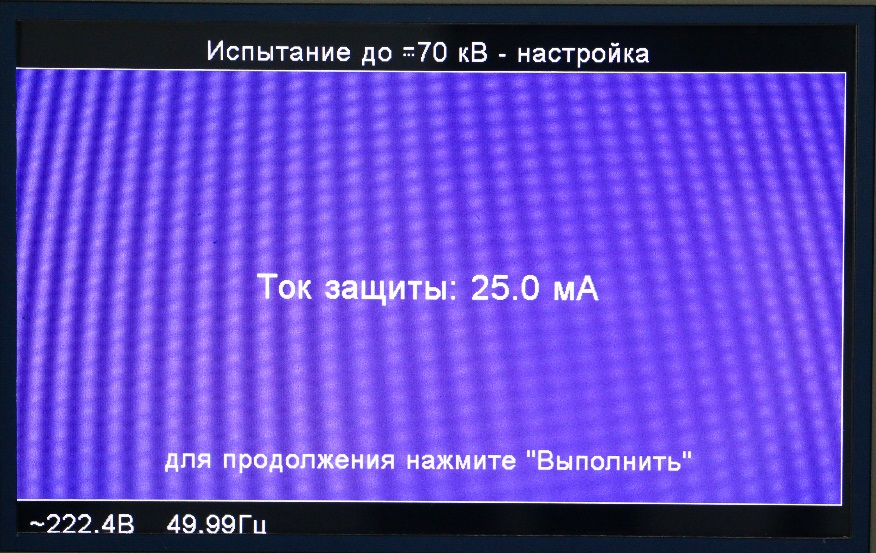 Испытание до ⎓70 кВ - настройка
Ток защиты: 25.0 мА
для продолжения нажмите "Выполнить"
~222.4В 49.99Гц